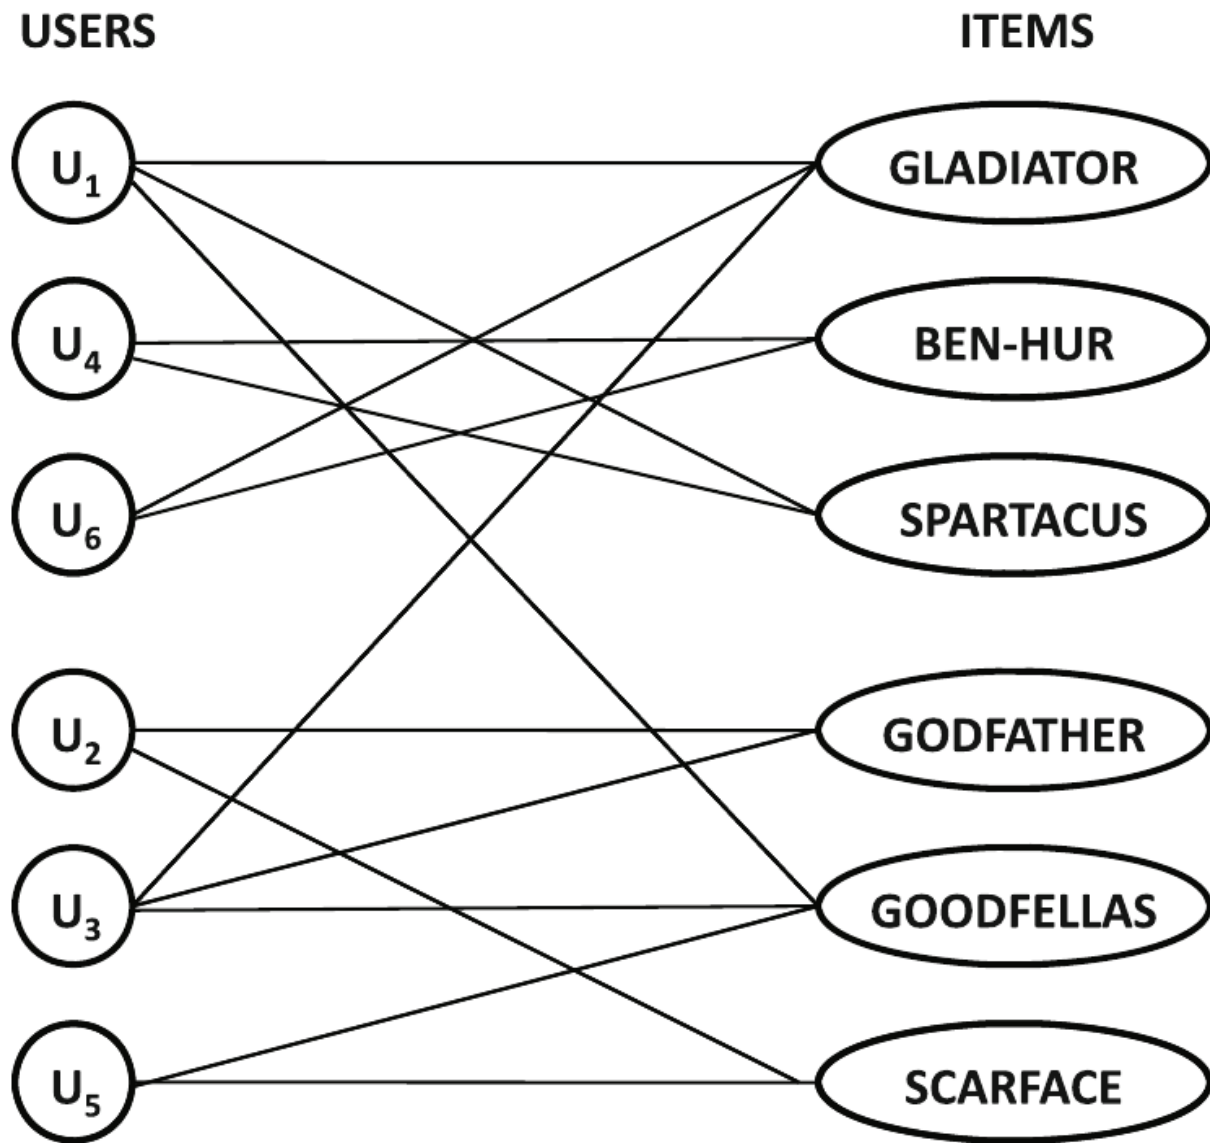 USERS ITEMS
U1 GLADIATOR
U4 BEN-HUR
U6 SPARTACUS
U2 GODFATHER
U3 GOODFELLAS
U5 SCARFACE